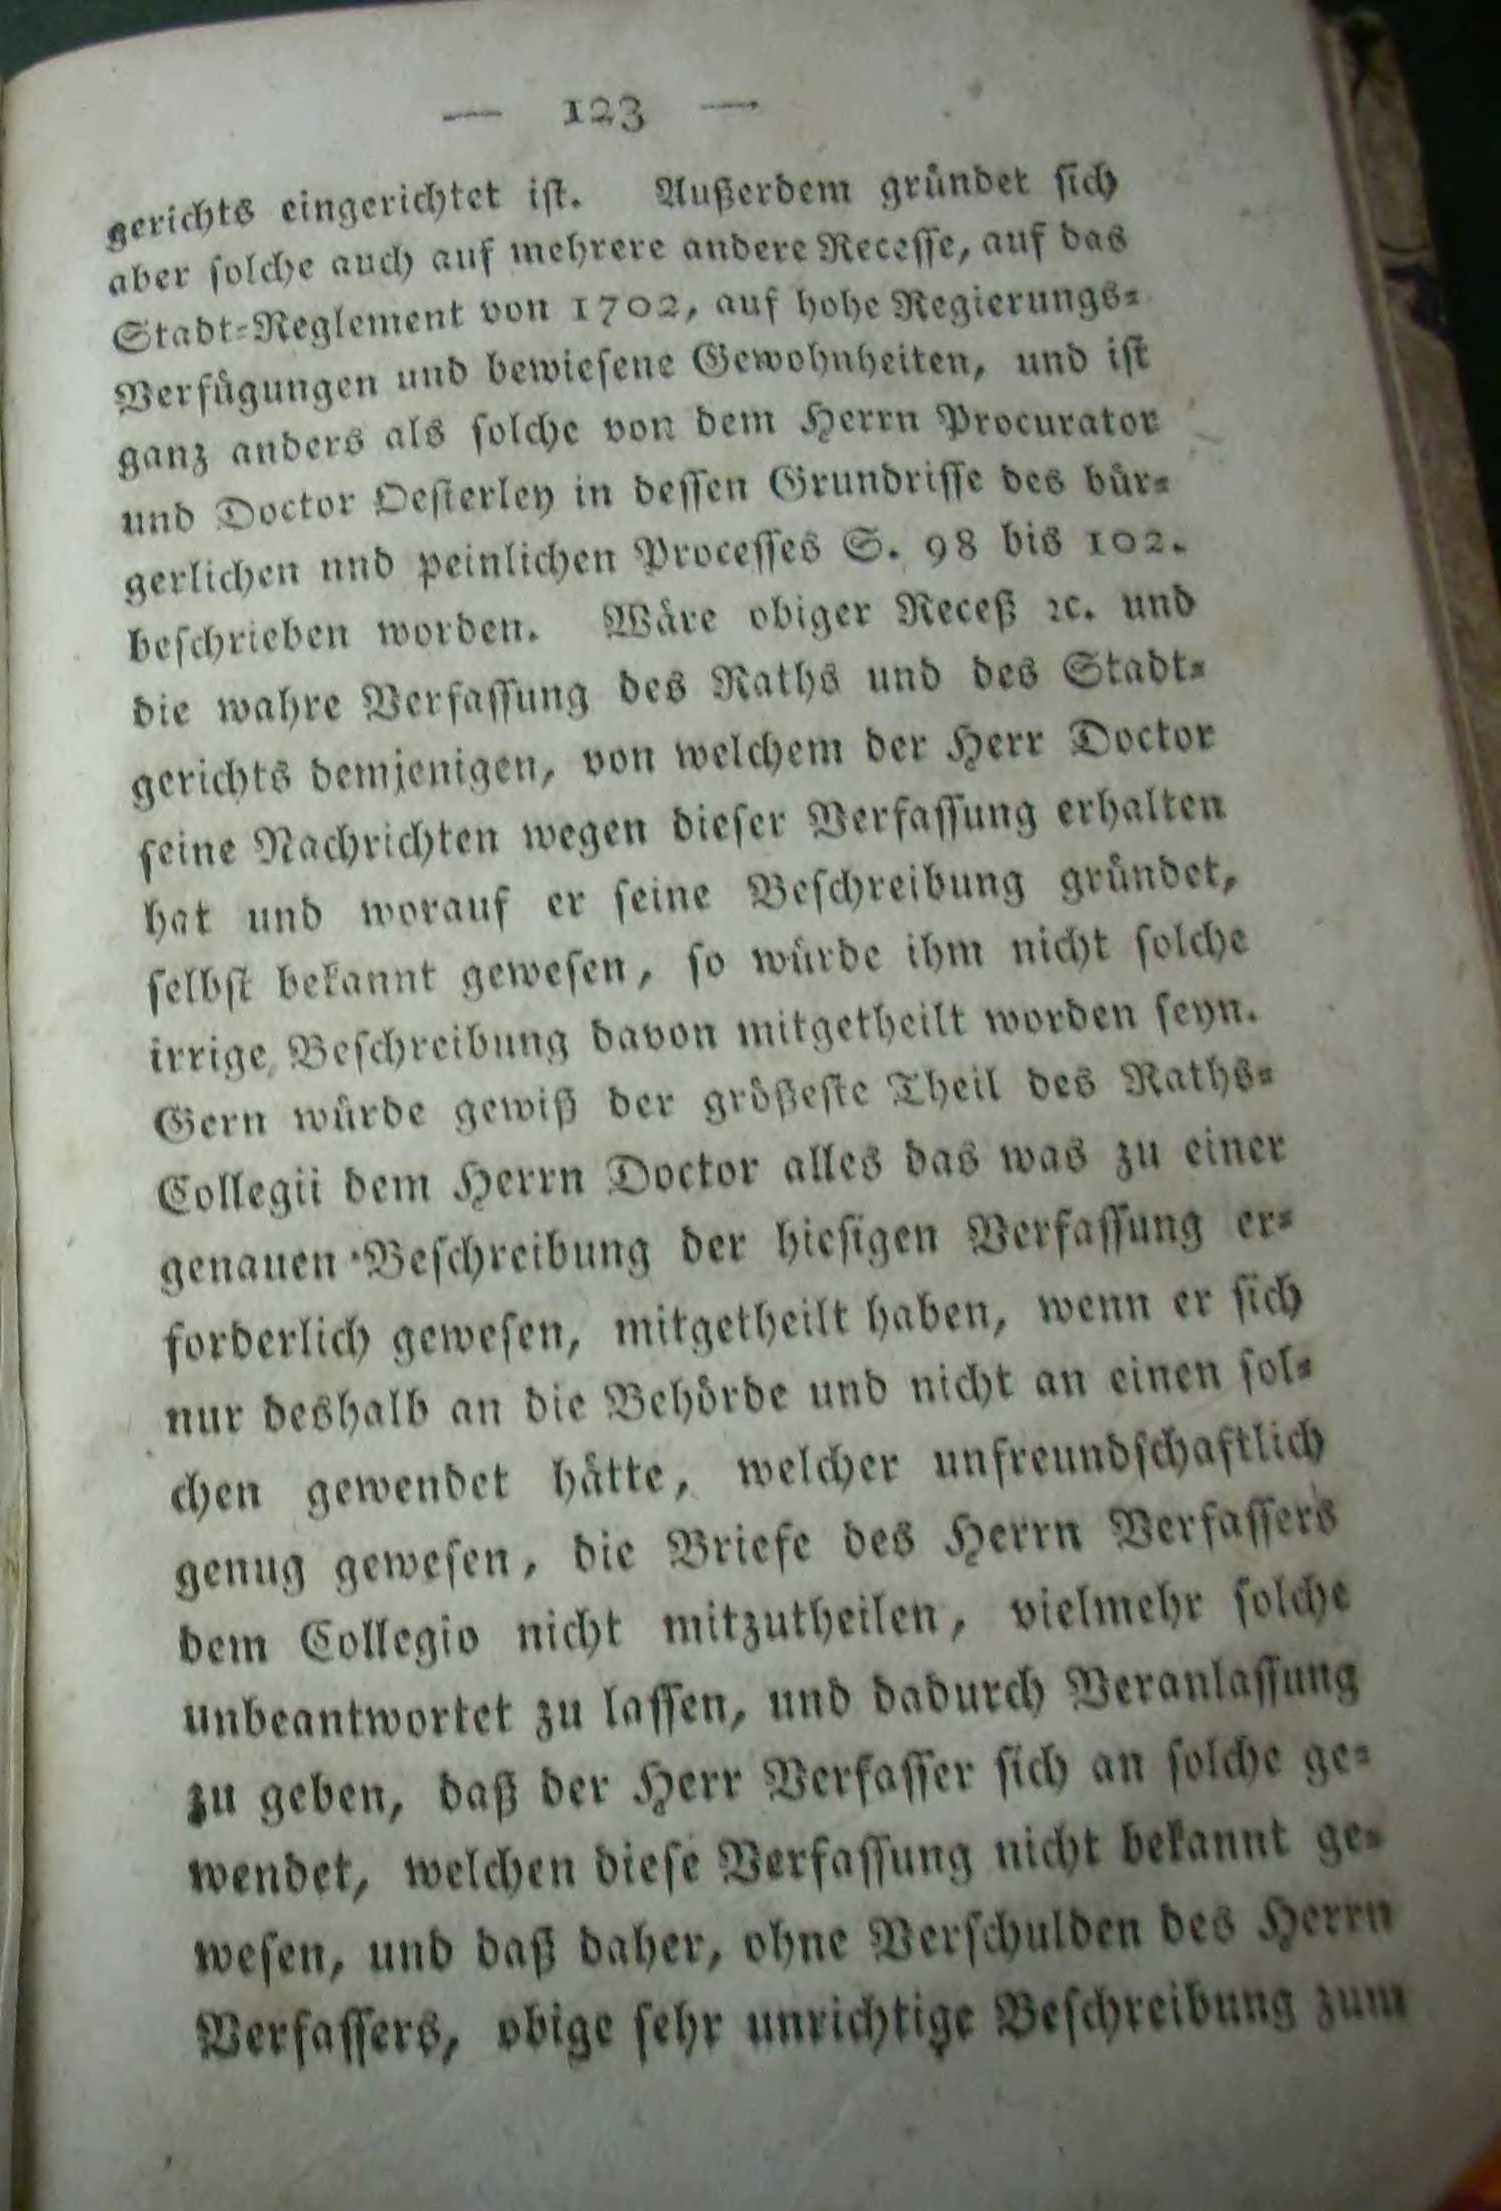 — 123 —
gerichts eingerichtet iſt. Außerdem gründet ſich
aber ſolche auch auf mehrere andere Receſſe, auf das
Stadt-Reglement von 1702, auf hohe Regierungs-
Verfügungen und bewieſene Gewohnheiten, und iſt
ganz anders als ſolche von dem Herrn Procurator
und Doctor Oeſterley in deſſen Grundriſſe des bür-
gerlichen nnd peinlichen Proceſſes S. 98 bis 102.
beſchrieben worden. Wäre obiger Receß ꝛc. und
die wahre Verfaſſung des Raths und des Stadt-
gerichts demjenigen, von welchem der Herr Doctor
ſeine Nachrichten wegen dieſer Verfaſſung erhalten
hat und worauf er ſeine Beſchreibung gründet,
ſelbſt bekannt geweſen, ſo würde ihm nicht ſolche
irrige Beſchreibung davon mitgetheilt worden ſeyn.
Gern würde gewiß der größeſte Theil des Raths-
Collegii dem Herrn Doctor alles das was zu einer
genauen Beſchreibung der hieſigen Verfaſſung er-
forderlich geweſen, mitgetheilt haben, wenn er ſich
nur deshalb an die Behörde und nicht an einen ſol-
chen gewendet hätte, welcher unfreundſchaftlich
genug geweſen, die Briefe des Herrn Verfaſſers
dem Collegio nicht mitzutheilen, vielmehr ſolche
unbeantwortet zu laſſen, und dadurch Veranlaſſung
zu geben, daß der Herr Verfaſſer ſich an ſolche ge-
wendet, welchen dieſe Verfaſſung nicht bekannt ge-
weſen, und daß daher, ohne Verſchulden des Herrn
Verfaſſers, obige ſehr unrichtige Beſchreibung zum